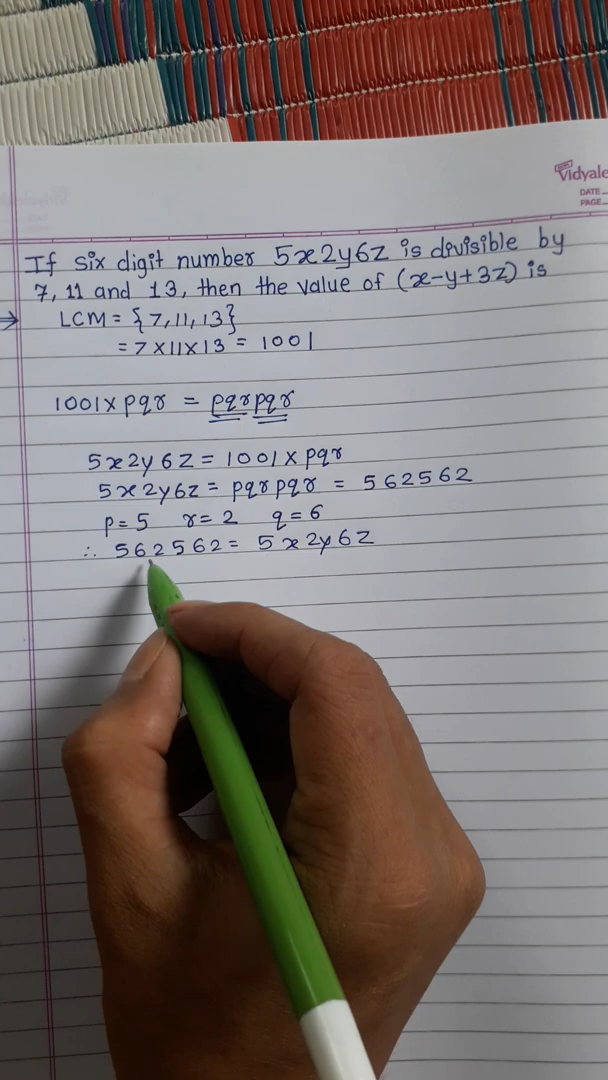 Vidyale
DATE
PAGE
If six digit number 5x2y6z is divisible by
7, 11 and 13, then the value of (x-y+3z) is
→ LCM = {7,11,13}
= 7×11×13 = 1001
1001×pqr = pqrpqr
5x2y6z = 1001×pqr
5x2y6z = pqrpqr = 562562
p=5 r=2 q=6
∴ 562562 = 5x2y6z